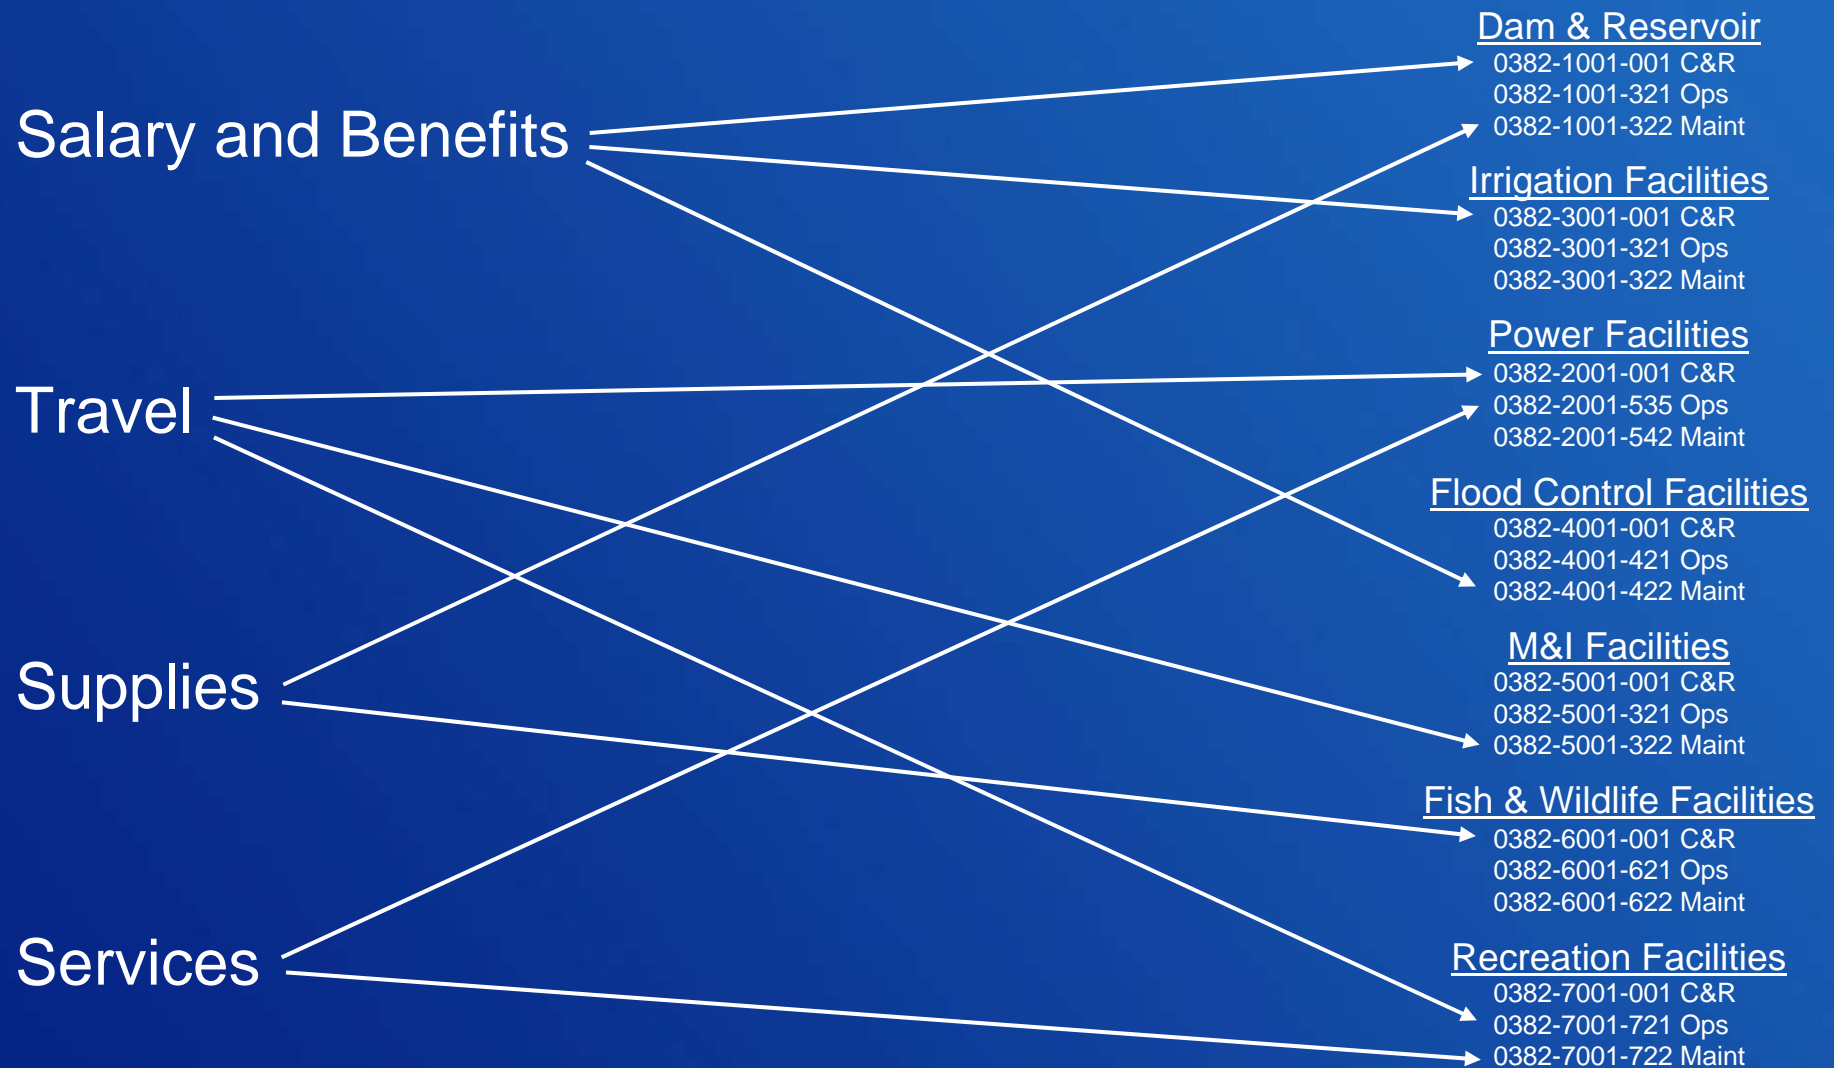 Salary and Benefits
Travel
Supplies
Services
Dam & Reservoir
0382-1001-001 C&R
0382-1001-321 Ops
0382-1001-322 Maint
Irrigation Facilities
0382-3001-001 C&R
0382-3001-321 Ops
0382-3001-322 Maint
Power Facilities
0382-2001-001 C&R
0382-2001-535 Ops
0382-2001-542 Maint
Flood Control Facilities
0382-4001-001 C&R
0382-4001-421 Ops
0382-4001-422 Maint
M&I Facilities
0382-5001-001 C&R
0382-5001-321 Ops
0382-5001-322 Maint
Fish & Wildlife Facilities
0382-6001-001 C&R
0382-6001-621 Ops
0382-6001-622 Maint
Recreation Facilities
0382-7001-001 C&R
0382-7001-721 Ops
0382-7001-722 Maint